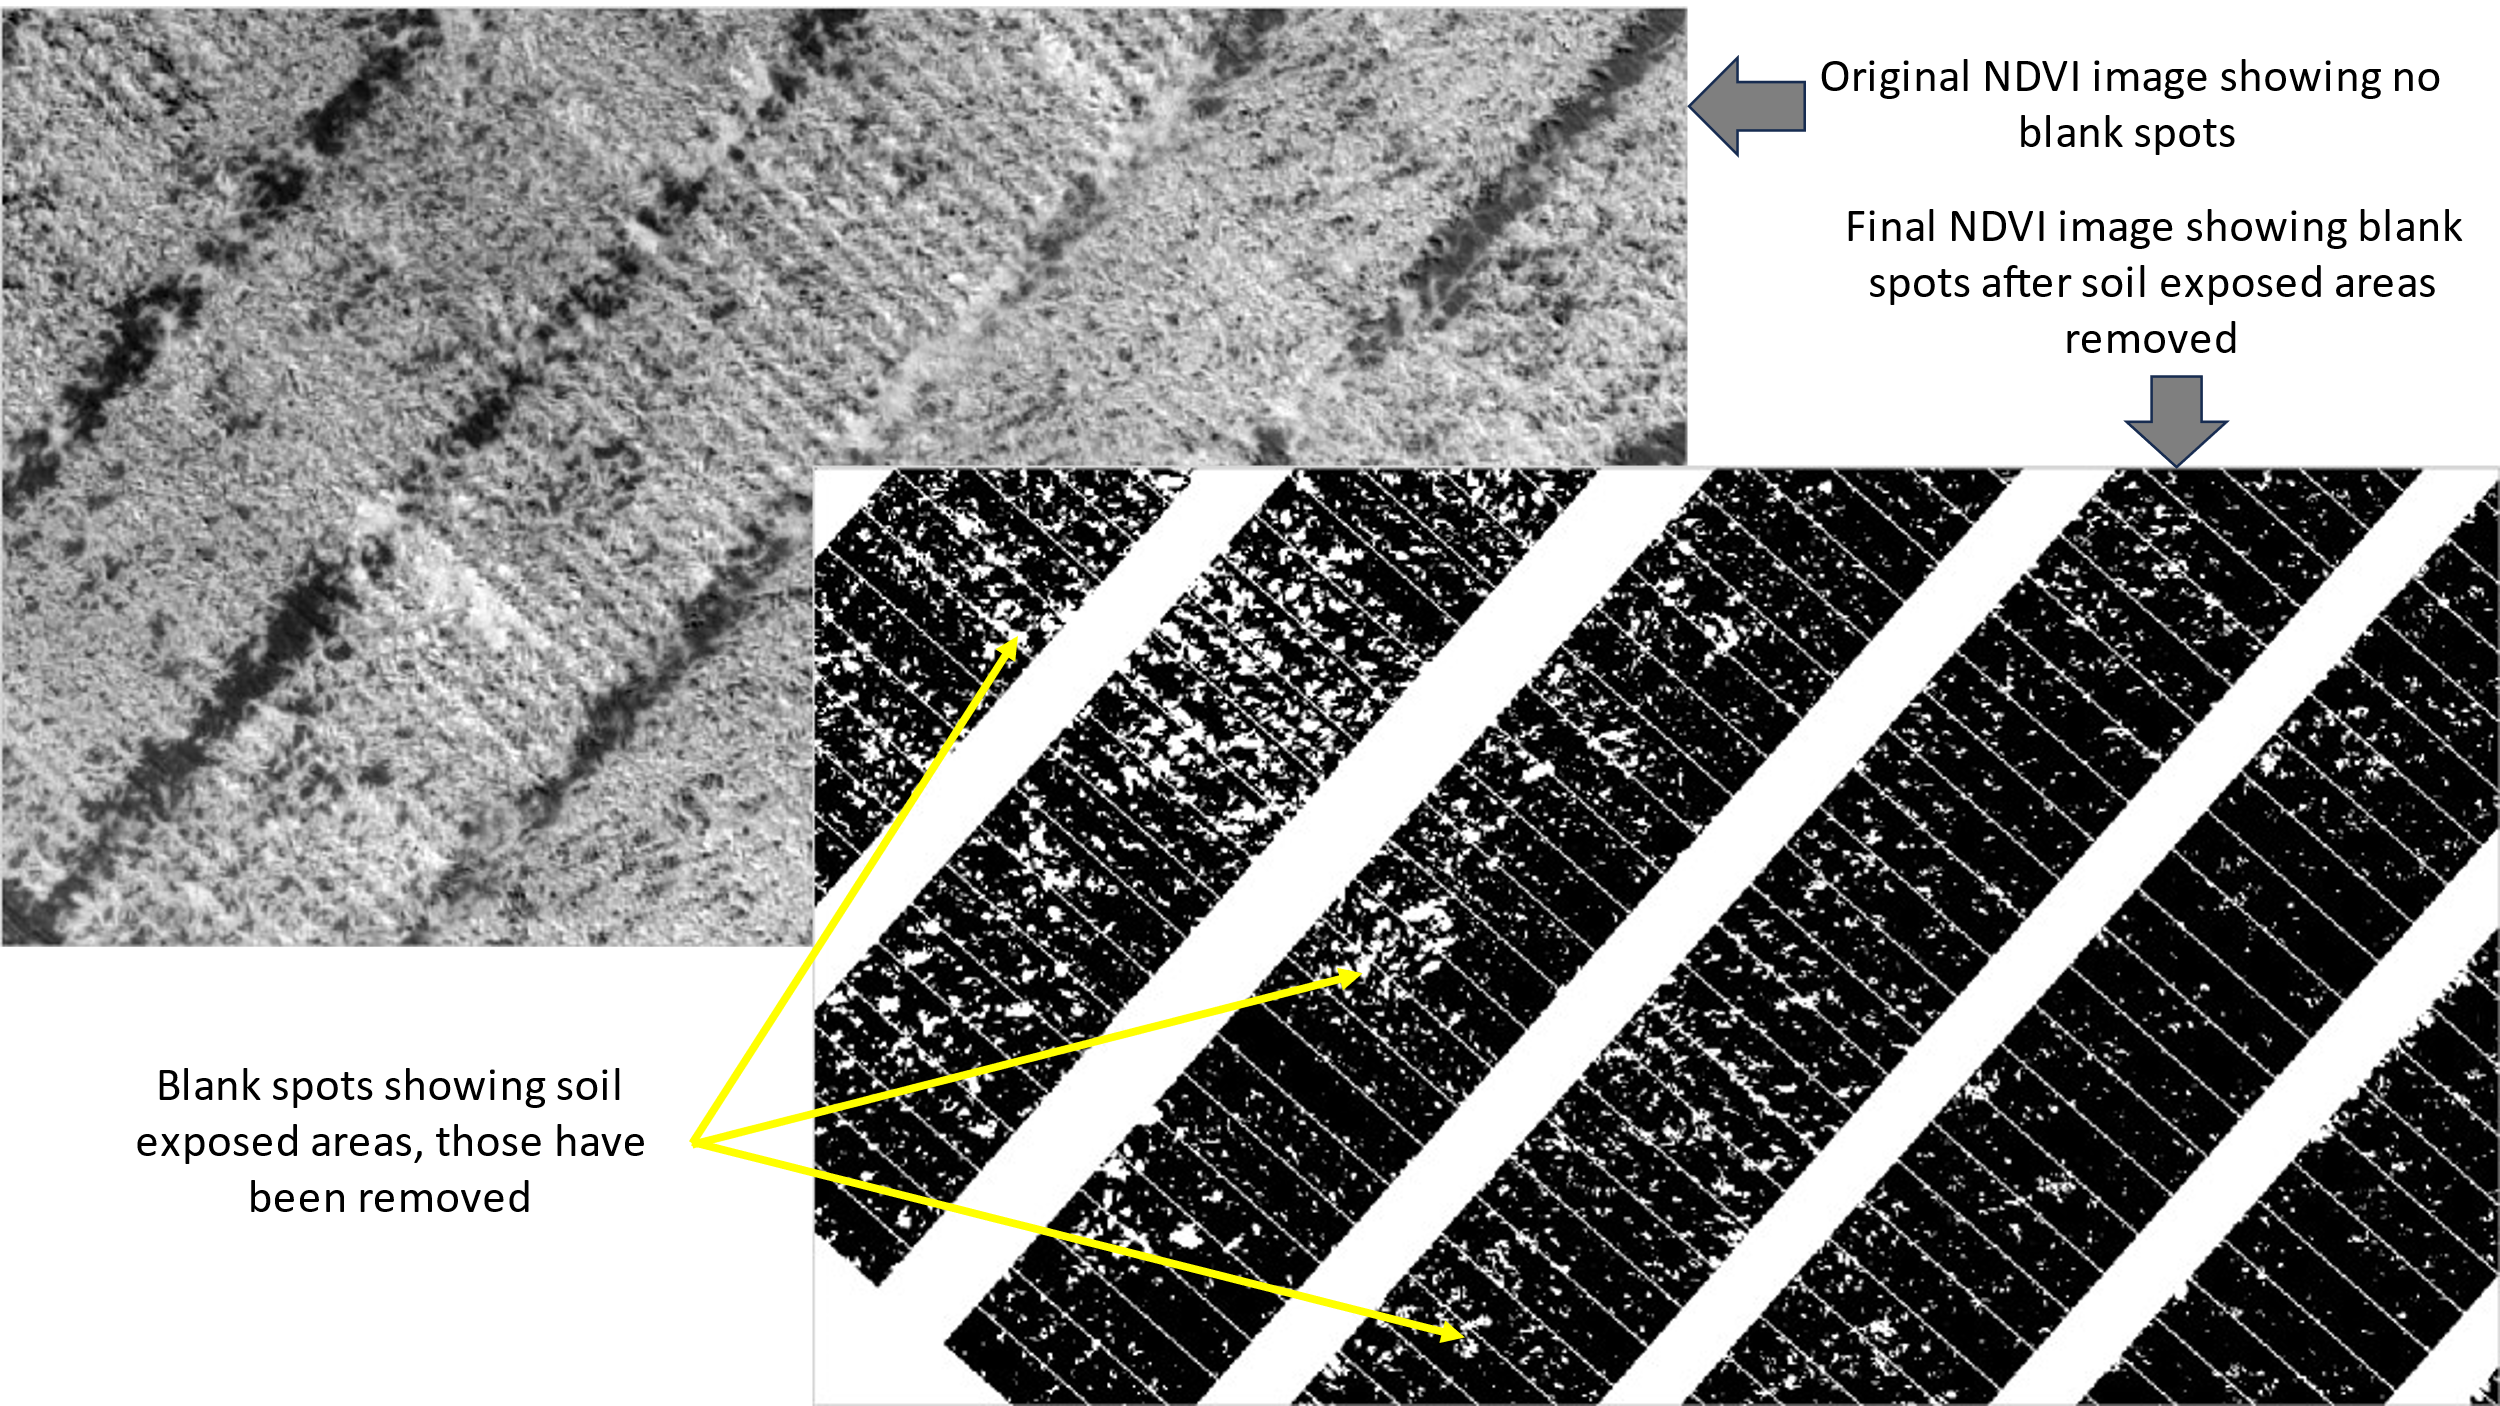 Original NDVI image showing no
blank spots
Final NDVI image showing blank
spots after soil exposed areas
removed
Blank spots showing soil
exposed areas, those have
been removed